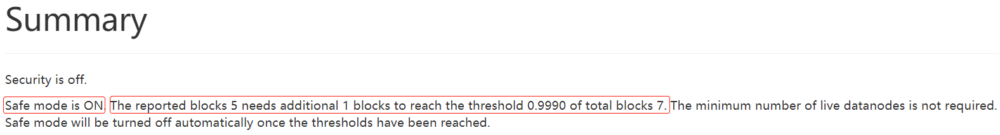 Summary
Security is off.
Safe mode is ON. The reported blocks 5 needs additional 1 blocks to reach the threshold 0.9990 of total blocks 7. The minimum number of live datanodes is not required.
Safe mode will be turned off automatically once the thresholds have been reached.